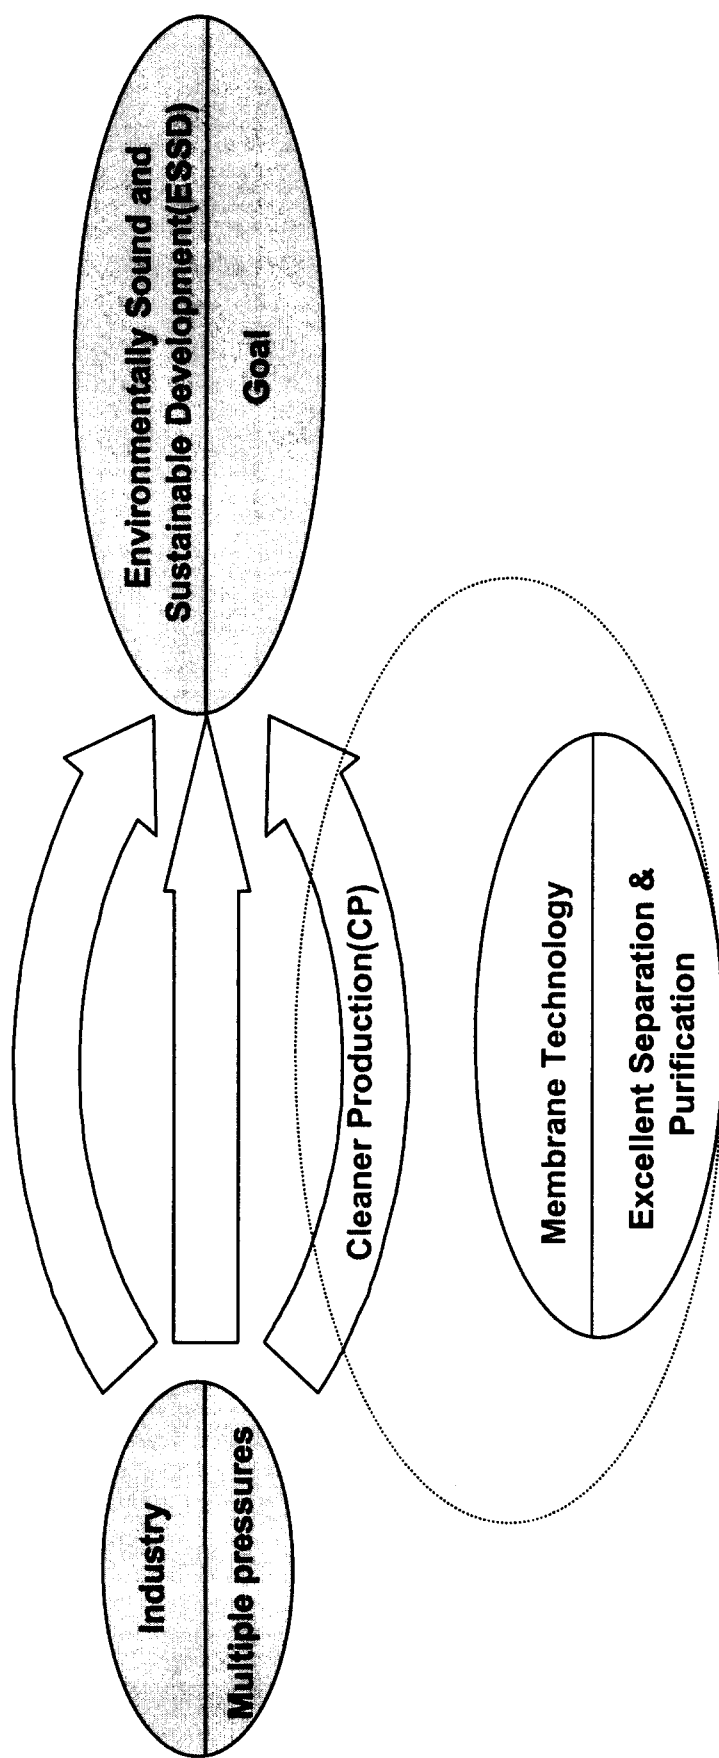 Industry
Multiple pressures
Environmentally Sound and
Sustainable Development(ESSD)
Goal
Cleaner Production(CP)
Membrane Technology
Excellent Separation &
Purification